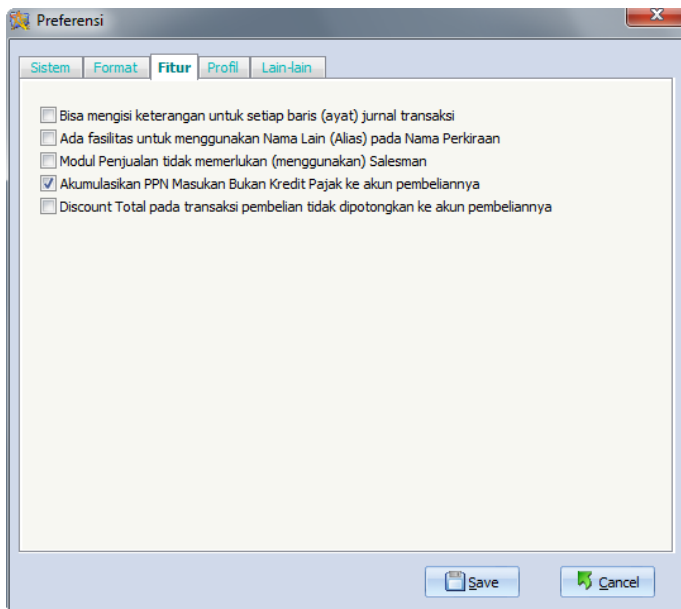 Preferensi
Sistem Format Fitur Profil Lain-lain
Bisa mengisi keterangan untuk setiap baris (ayat) jurnal transaksi
Ada fasilitas untuk menggunakan Nama Lain (Alias) pada Nama Perkiraan
Modul Penjualan tidak memerlukan (menggunakan) Salesman
Akumulasikan PPN Masukan Bukan Kredit Pajak ke akun pembeliannya
Discount Total pada transaksi pembelian tidak dipotongkan ke akun pembeliannya
Save Cancel